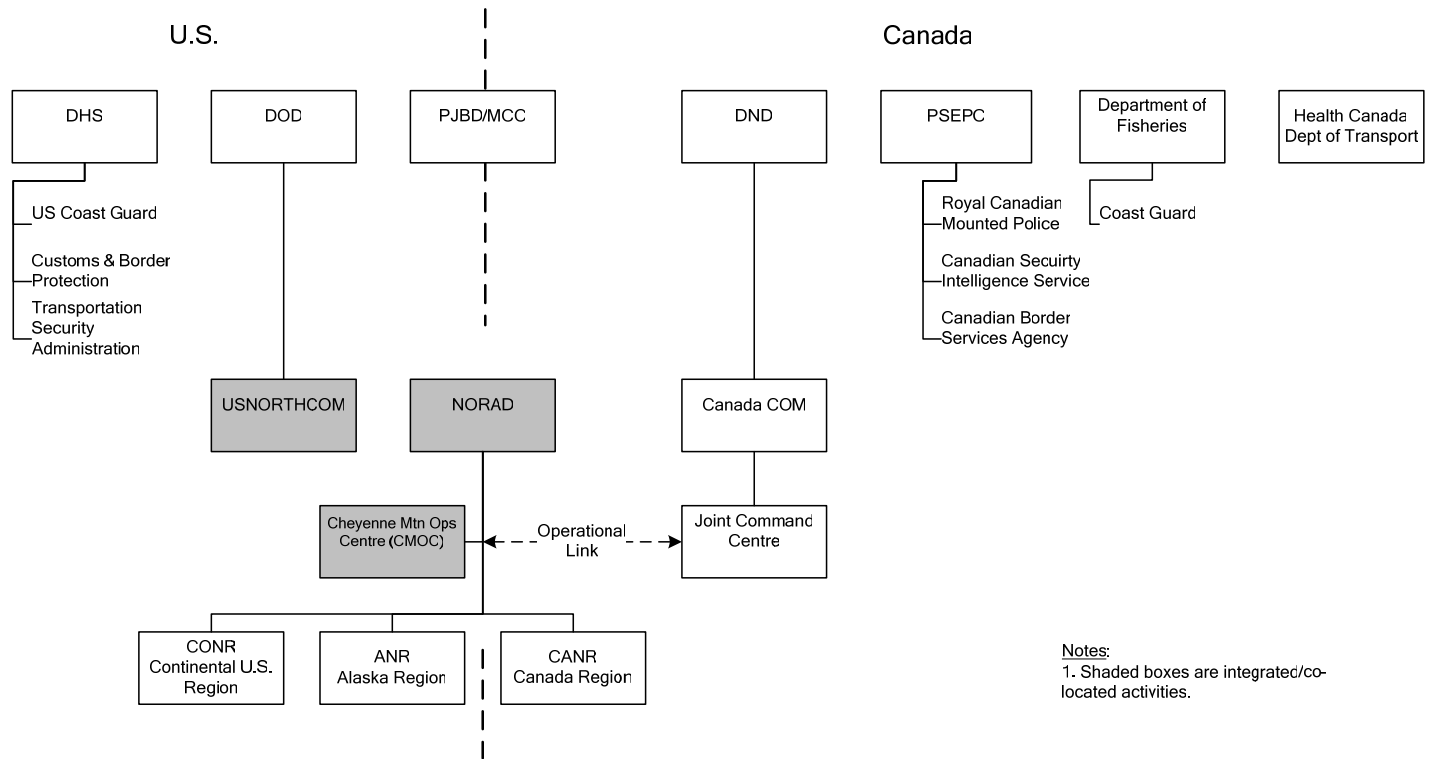 U.S.
Canada
DHS
DOD
PJBD/MCC
DND
PSEPC
Department of
Fisheries
Health Canada
Dept of Transport
US Coast Guard
Customs & Border
Protection
Transportation
Security
Administration
Royal Canadian
Mounted Police
Canadian Secuirty
Intelligence Service
Canadian Border
Services Agency
Coast Guard
USNORTHCOM
NORAD
Canada COM
Cheyenne Mtn Ops
Centre (CMOC)
Operational
Link
Joint Command
Centre
CONR
Continental U.S.
Region
ANR
Alaska Region
CANR
Canada Region
Notes:
1. Shaded boxes are integrated/co-
located activities.